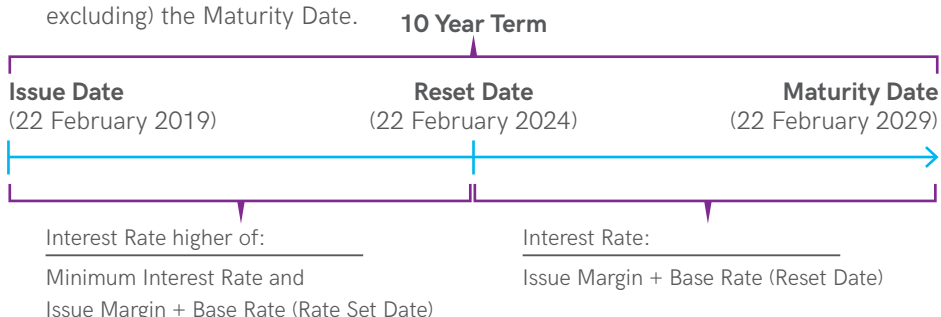 excluding) the Maturity Date.
10 Year Term
Issue Date
(22 February 2019)
Reset Date
(22 February 2024)
Maturity Date
(22 February 2029)
Interest Rate higher of:
Minimum Interest Rate and
Issue Margin + Base Rate (Rate Set Date)
Interest Rate:
Issue Margin + Base Rate (Reset Date)